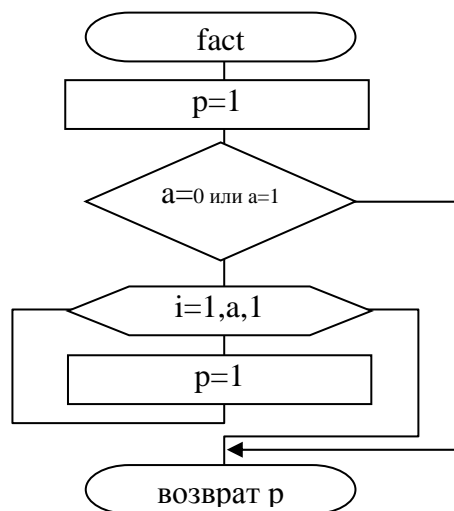 fact
p=1
a=0 или a=1
i=1,a,1
p=1
возврат p